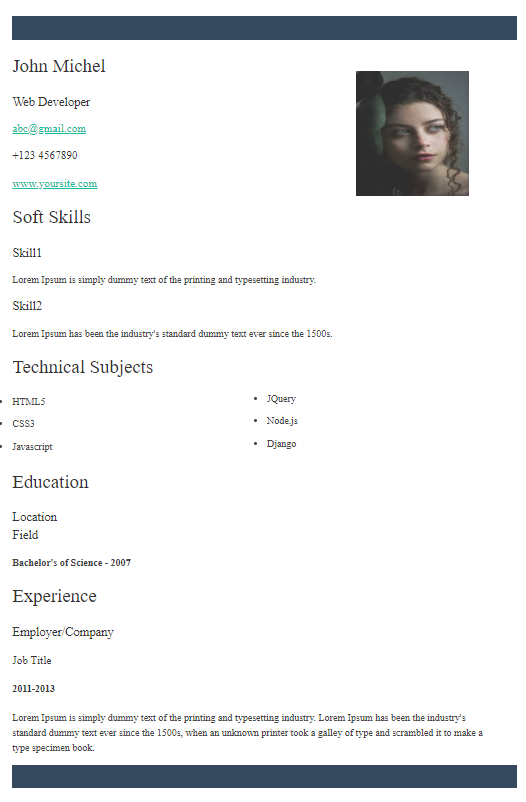 John Michel
Web Developer
abc@gmail.com
+123 4567890
www.yoursite.com
Soft Skills
Skill1
Lorem Ipsum is simply dummy text of the printing and typesetting industry.
Skill2
Lorem Ipsum has been the industry's standard dummy text ever since the 1500s.
Technical Subjects
HTML5
CSS3
Javascript
JQuery
Node.js
Django
Education
Location
Field
Bachelor's of Science - 2007
Experience
Employer/Company
Job Title
2011-2013
Lorem Ipsum is simply dummy text of the printing and typesetting industry. Lorem Ipsum has been the industry's
standard dummy text ever since the 1500s, when an unknown printer took a galley of type and scrambled it to make a
type specimen book.